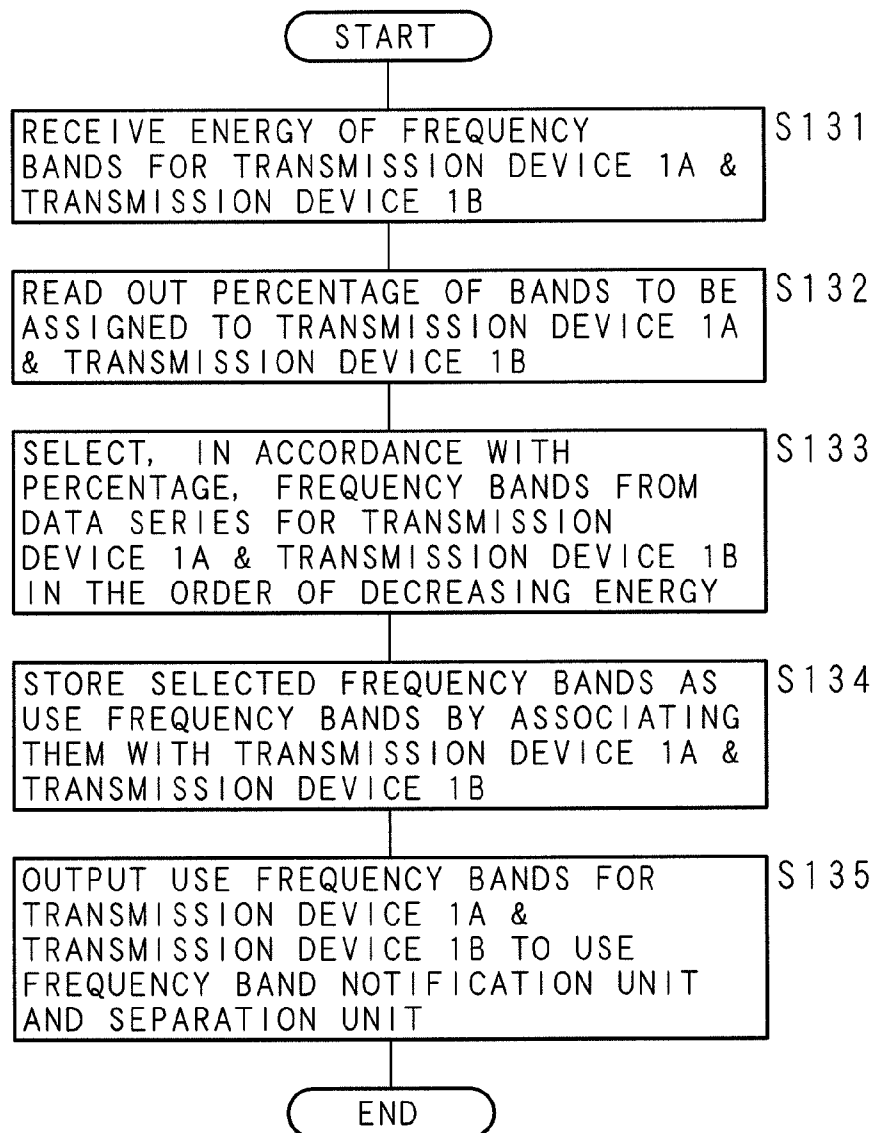 START
RECEIVE ENERGY OF FREQUENCY
BANDS FOR TRANSMISSION DEVICE 1A &
TRANSMISSION DEVICE 1B
S131
READ OUT PERCENTAGE OF BANDS TO BE
ASSIGNED TO TRANSMISSION DEVICE 1A
& TRANSMISSION DEVICE 1B
S132
SELECT, IN ACCORDANCE WITH
PERCENTAGE, FREQUENCY BANDS FROM
DATA SERIES FOR TRANSMISSION
DEVICE 1A & TRANSMISSION DEVICE 1B
IN THE ORDER OF DECREASING ENERGY
S133
STORE SELECTED FREQUENCY BANDS AS
USE FREQUENCY BANDS BY ASSOCIATING
THEM WITH TRANSMISSION DEVICE 1A &
TRANSMISSION DEVICE 1B
S134
OUTPUT USE FREQUENCY BANDS FOR
TRANSMISSION DEVICE 1A &
TRANSMISSION DEVICE 1B TO USE
FREQUENCY BAND NOTIFICATION UNIT
AND SEPARATION UNIT
S135
END